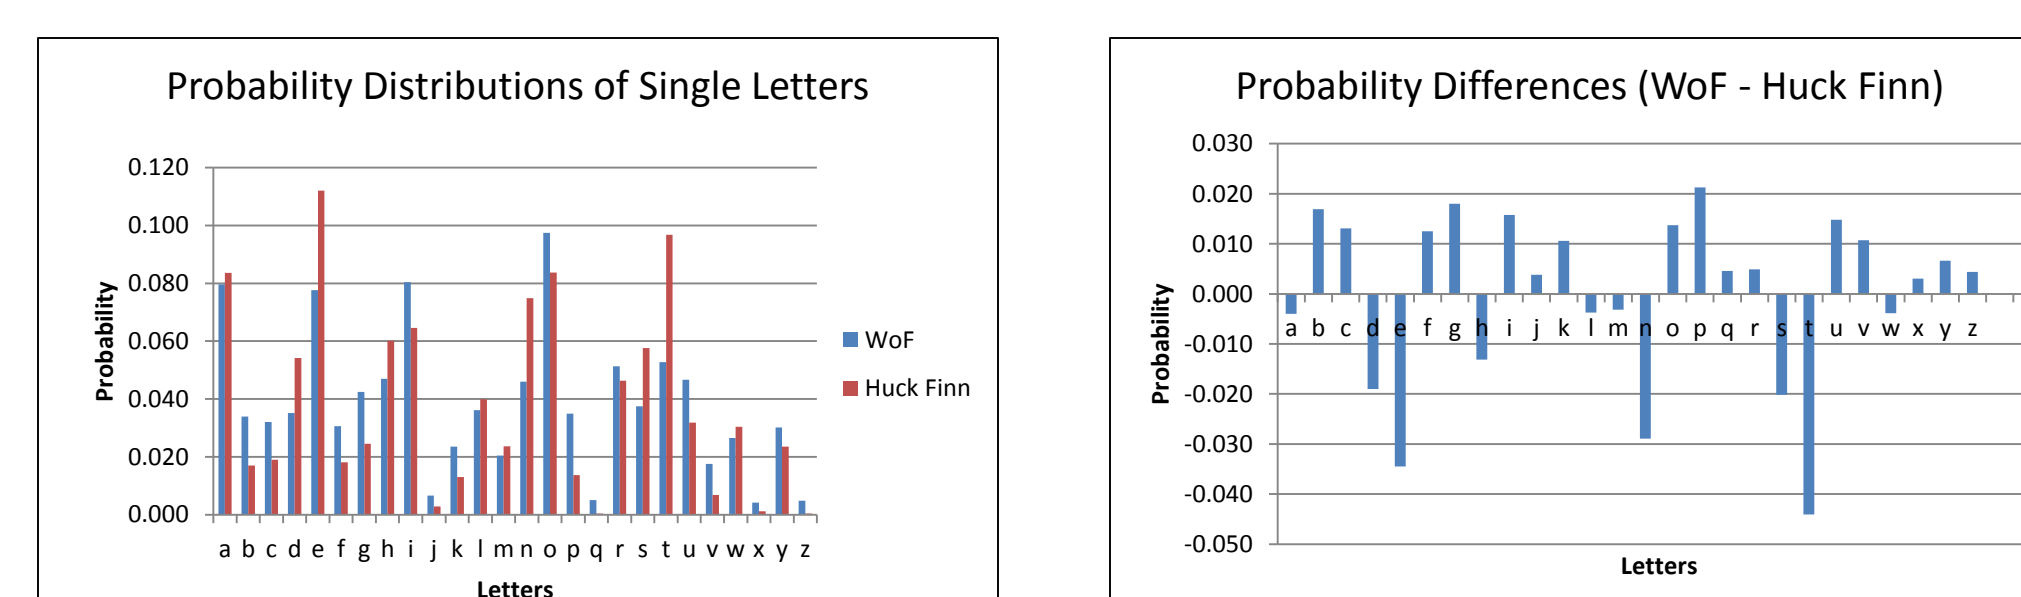 Probability Distributions of Single Letters
0.120
0.100
0.080
0.060
0.040
0.020
0.000
Probability
a b c d e f g h i j k l m n o p q r s t u v w x y z
Letters
WoF
Huck Finn
Probability Differences (WoF - Huck Finn)
0.030
0.020
0.010
0.000
-0.010
-0.020
-0.030
-0.040
-0.050
Probability
a b c d e f g h i j k l m n o p q r s t u v w x y z
Letters